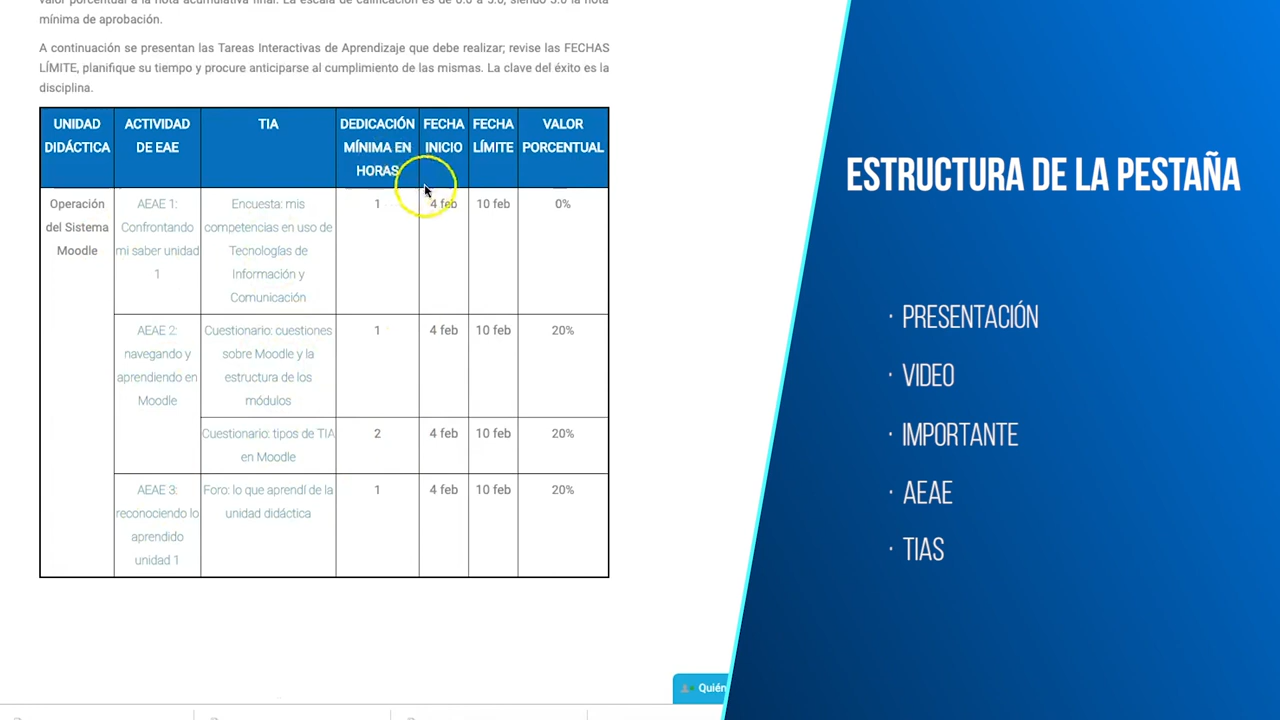 valor porcentual a la nota acumulativa final. La escala de calificación es de 0.0 a 5.0, siendo 3.0 la nota
mínima de aprobación.
A continuación se presentan las Tareas Interactivas de Aprendizaje que debe realizar; revise las FECHAS
LÍMITE, planifique su tiempo y procure anticiparse al cumplimiento de las mismas. La clave del éxito es la
disciplina.
UNIDAD
DIDÁCTICA
ACTIVIDAD
DE EAE
TIA
DEDICACIÓN
MÍNIMA EN
HORAS
FECHA
INICIO
FECHA
LÍMITE
VALOR
PORCENTUAL
Operación
del Sistema
Moodle
AEAE 1:
Confrontando
mi saber unidad
1
Encuesta: mis
competencias en uso de
Tecnologías de
Información y
Comunicación
1
4 feb
10 feb
0%
AEAE 2:
navegando y
aprendiendo en
Moodle
Cuestionario: cuestiones
sobre Moodle y la
estructura de los
módulos
1
4 feb
10 feb
20%
Cuestionario: tipos de TIA
en Moodle
2
4 feb
10 feb
20%
AEAE 3:
reconociendo lo
aprendido
unidad 1
Foro: lo que aprendí de la
unidad didáctica
1
4 feb
10 feb
20%
Quién
ESTRUCTURA DE LA PESTAÑA
· PRESENTACIÓN
· VIDEO
· IMPORTANTE
· AEAE
· TIAS